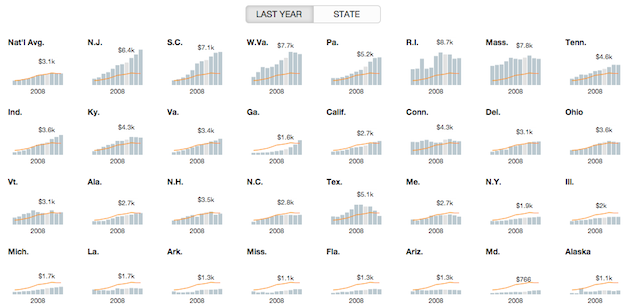 LAST YEAR STATE
Nat'l Avg. N.J. S.C. W.Va. Pa. R.I. Mass. Tenn.
$3.1k $6.4k $7.1k $7.7k $5.2k $8.7k $7.8k $4.6k
2008 2008 2008 2008 2008 2008 2008 2008
Ind. Ky. Va. Ga. Calif. Conn. Del. Ohio
$3.6k $4.3k $3.4k $1.6k $2.7k $4.3k $3.1k $3.6k
2008 2008 2008 2008 2008 2008 2008 2008
Vt. Ala. N.H. N.C. Tex. Me. N.Y. Ill.
$3.1k $2.7k $3.5k $2.8k $5.1k $2.7k $1.9k $2k
2008 2008 2008 2008 2008 2008 2008 2008
Mich. La. Ark. Miss. Fla. Ariz. Md. Alaska
$1.7k $1.7k $1.3k $1.1k $1.3k $1.3k $766 $1.1k
2008 2008 2008 2008 2008 2008 2008 2008